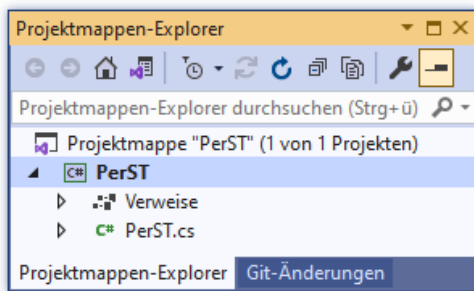 Projektmappen-Explorer
Projektmappen-Explorer durchsuchen (Strg+ü)
Projektmappe "PerST" (1 von 1 Projekten)
C# PerST
Verweise
C# PerST.cs
Projektmappen-Explorer Git-Änderungen